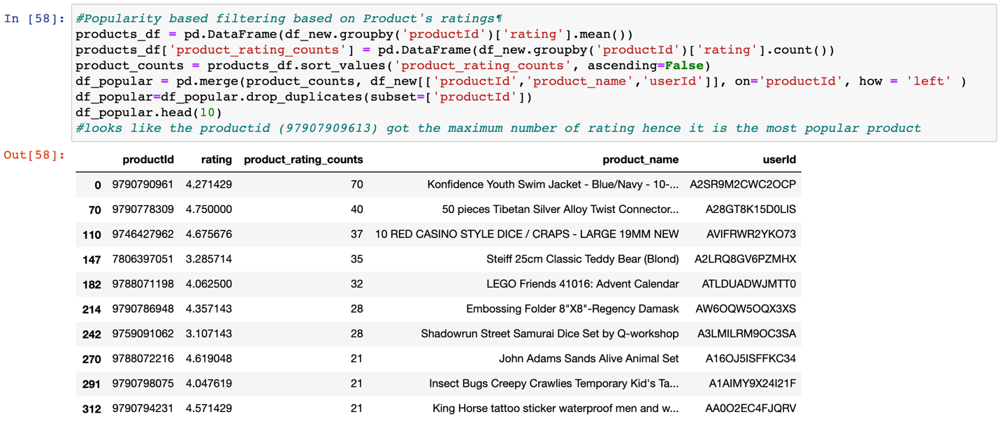 In [58]: #Popularity based filtering based on Product's ratings¶
products_df = pd.DataFrame(df_new.groupby('productId')['rating'].mean())
products_df['product_rating_counts'] = pd.DataFrame(df_new.groupby('productId')['rating'].count())
product_counts = products_df.sort_values('product_rating_counts', ascending=False)
df_popular = pd.merge(product_counts, df_new[['productId','product_name','userId']], on='productId', how = 'left' )
df_popular=df_popular.drop_duplicates(subset=['productId'])
df_popular.head(10)
#looks like the productid (97907909613) got the maximum number of rating hence it is the most popular product
Out[58]:
productId rating product_rating_counts product_name userId
0 9790790961 4.271429 70 Konfidence Youth Swim Jacket - Blue/Navy - 10-... A2SR9M2CWC2OCP
70 9790778309 4.750000 40 50 pieces Tibetan Silver Alloy Twist Connector... A28GT8K15D0LIS
110 9746427962 4.675676 37 10 RED CASINO STYLE DICE / CRAPS - LARGE 19MM NEW AVIFRWR2YKO73
147 7806397051 3.285714 35 Steiff 25cm Classic Teddy Bear (Blond) A2LRQ8GV6PZMHX
182 9788071198 4.062500 32 LEGO Friends 41016: Advent Calendar ATLDUADWJMTT0
214 9790786948 4.357143 28 Embossing Folder 8"X8"-Regency Damask AW6OQW5OQX3XS
242 9759091062 3.107143 28 Shadowrun Street Samurai Dice Set by Q-workshop A3LMILRM9OC3SA
270 9788072216 4.619048 21 John Adams Sands Alive Animal Set A16OJ5ISFFKC34
291 9790798075 4.047619 21 Insect Bugs Creepy Crawlies Temporary Kid's Ta... A1AIMY9X24I21F
312 9790794231 4.571429 21 King Horse tattoo sticker waterproof men and w... AA0O2EC4FJQRV